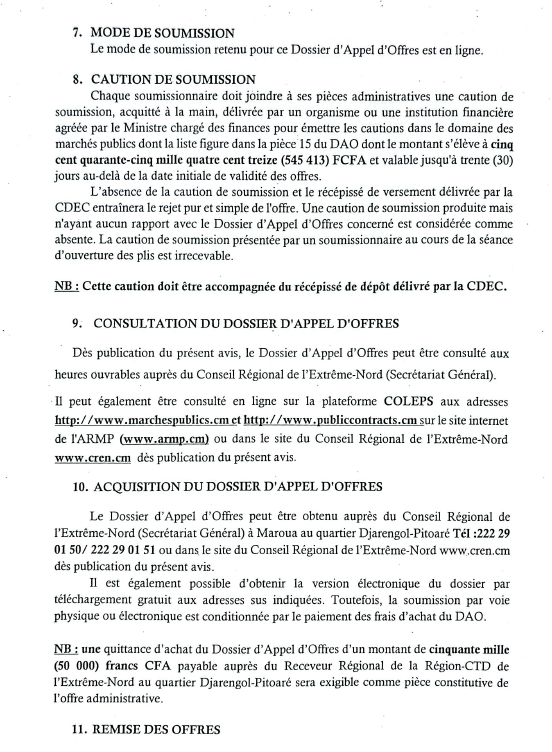 7. MODE DE SOUMISSION
Le mode de soumission retenu pour ce Dossier d'Appel d'Offres est en ligne.
8. CAUTION DE SOUMISSION
Chaque soumissionnaire doit joindre à ses pièces administratives une caution de
soumission, acquitté à la main, délivrée par un organisme ou une institution financière
agréée par le Ministre chargé des finances pour émettre les cautions dans le domaine des
marchés publics dont la liste figure dans la pièce 15 du DAO dont le montant s'élève à cinq
cent quarante-cinq mille quatre cent treize (545 413) FCFA et valable jusqu'à trente (30)
jours au-delà de la date initiale de validité des offres.
L'absence de la caution de soumission et le récépissé de versement délivrée par la
CDEC entraînera le rejet pur et simple de l'offre. Une caution de soumission produite mais
n'ayant aucun rapport avec le Dossier d'Appel d'Offres concerné est considérée comme
absente. La caution de soumission présentée par un soumissionnaire au cours de la séance
d'ouverture des plis est irrecevable.
NB : Cette caution doit être accompagnée du récépissé de dépôt délivré par la CDEC.
9. CONSULTATION DU DOSSIER D'APPEL D'OFFRES
Dès publication du présent avis, le Dossier d'Appel d'Offres peut être consulté aux
heures ouvrables auprès du Conseil Régional de l'Extrême-Nord (Secrétariat Général).
Il peut également être consulté en ligne sur la plateforme COLEPS aux adresses
http://www.marchespublics.cm et http://www.publiccontracts.cm sur le site internet
de l'ARMP (www.armp.cm) ou dans le site du Conseil Régional de l'Extrême-Nord
www.cren.cm dès publication du présent avis.
10. ACQUISITION DU DOSSIER D'APPEL D'OFFRES
Le Dossier d'Appel d'Offres peut être obtenu auprès du Conseil Régional de
l'Extrême-Nord (Secrétariat Général) à Maroua au quartier Djarengol-Pitoaré Tél :222 29
01 50/ 222 29 01 51 ou dans le site du Conseil Régional de l'Extrême-Nord www.cren.cm
dès publication du présent avis.
Il est également possible d'obtenir la version électronique du dossier par
téléchargement gratuit aux adresses sus indiquées. Toutefois, la soumission par voie
physique ou électronique est conditionnée par le paiement des frais d'achat du DAO.
NB : une quittance d'achat du Dossier d'Appel d'Offres d'un montant de cinquante mille
(50 000) francs CFA payable auprès du Receveur Régional de la Région-CTD de
l'Extrême-Nord au quartier Djarengol-Pitoaré sera exigible comme pièce constitutive de
l'offre administrative.
11. REMISE DES OFFRES